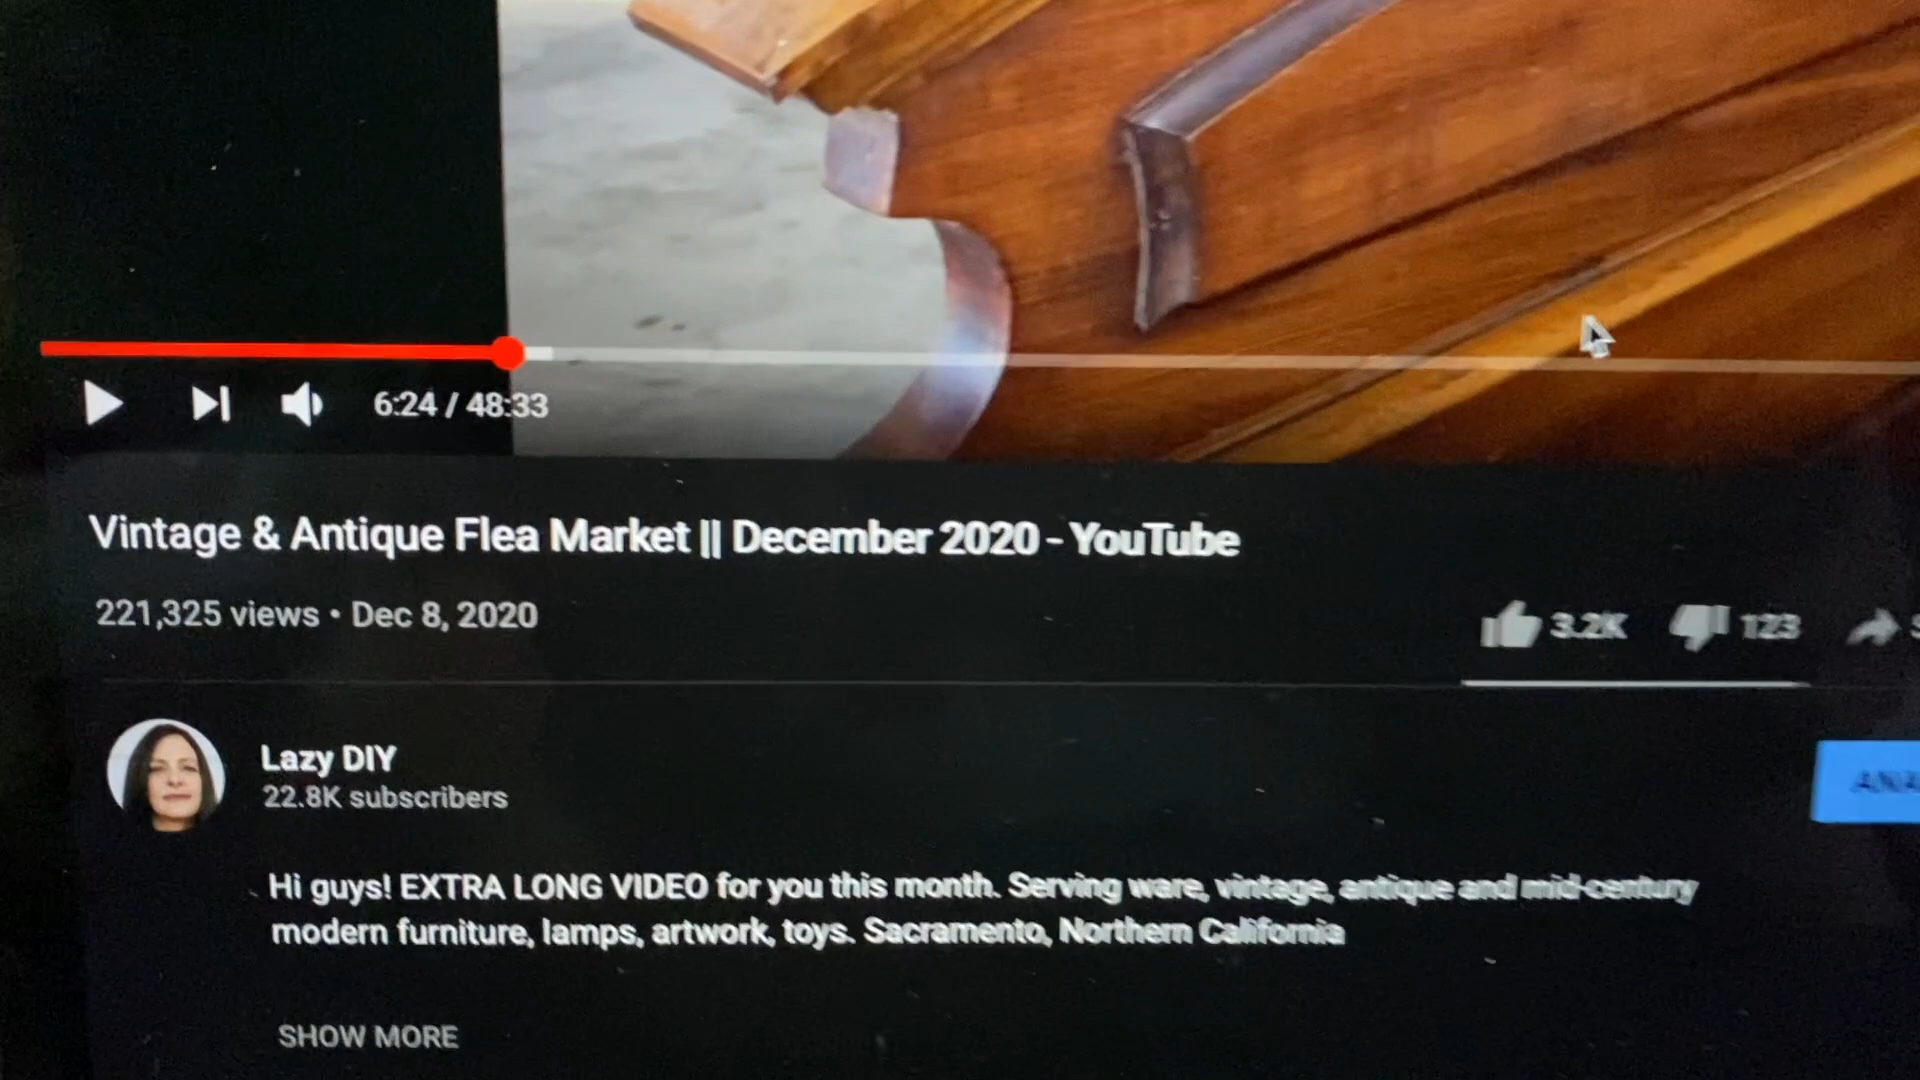 6:24 / 48:33
Vintage & Antique Flea Market || December 2020 - YouTube
221,325 views • Dec 8, 2020
3.2K 123
Lazy DIY
22.8K subscribers
Hi guys! EXTRA LONG VIDEO for you this month. Serving ware, vintage, antique and mid-century
modern furniture, lamps, artwork, toys. Sacramento, Northern California
SHOW MORE